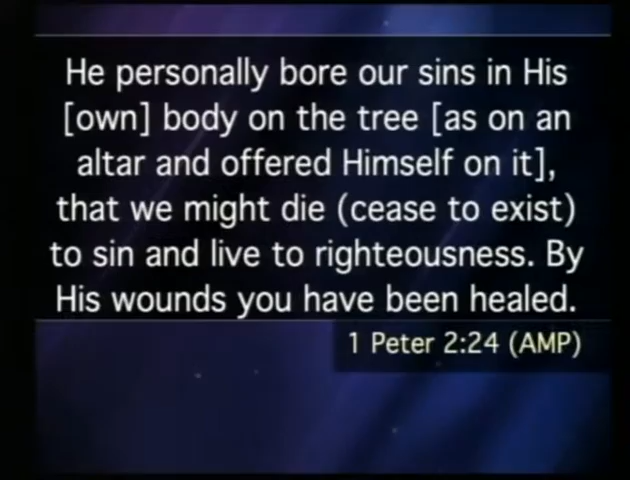 He personally bore our sins in His
[own] body on the tree [as on an
altar and offered Himself on it],
that we might die (cease to exist)
to sin and live to righteousness. By
His wounds you have been healed.
1 Peter 2:24 (AMP)